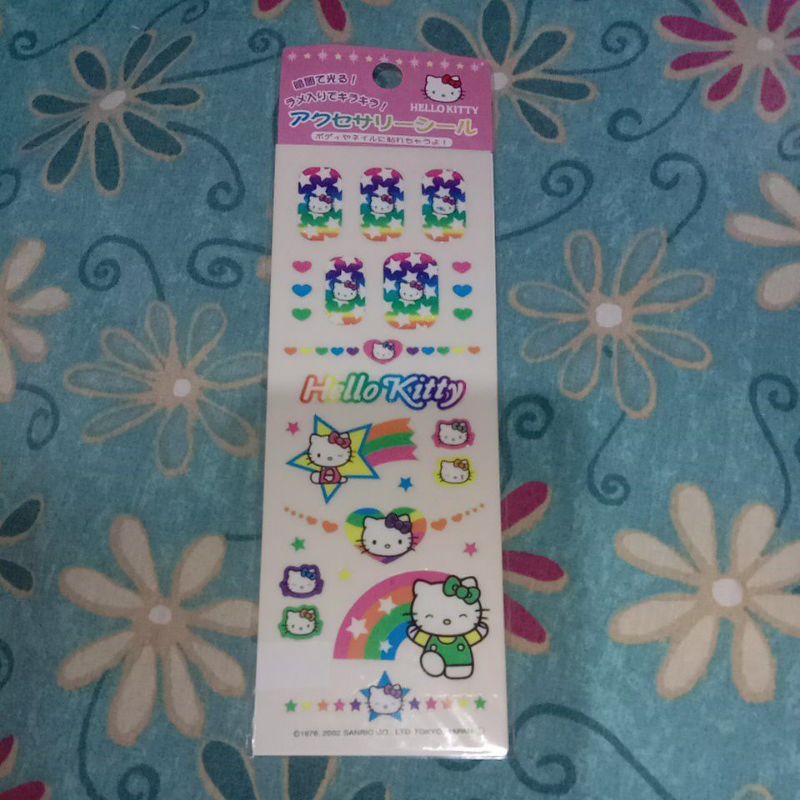 暗闇で光る!
ラメ入りでキラキラ!
アクセサリーシール
ボディやネイルに貼れちゃうよ!
HELLO KITTY
Hello Kitty
©1976, 2002 SANRIO CO., LTD. TOKYO, JAPAN